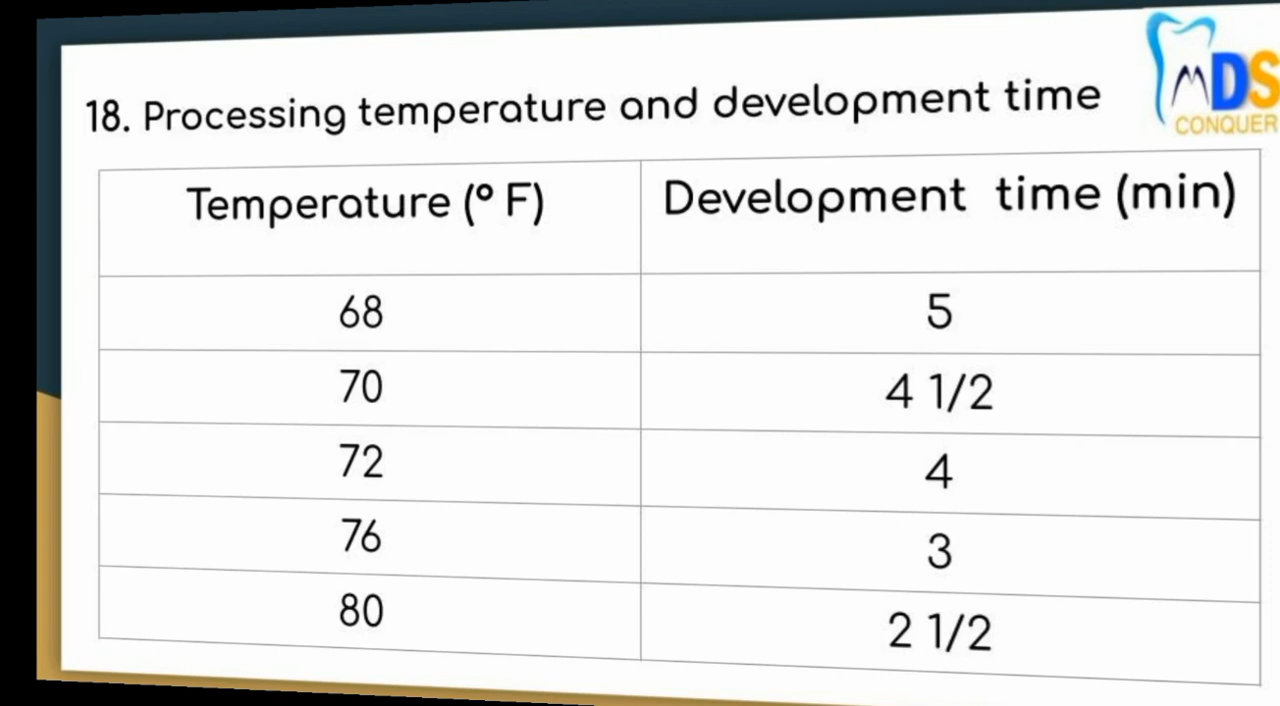 18. Processing temperature and development time
MDS
CONQUER
Temperature (° F) Development time (min)
68 5
70 4 1/2
72 4
76 3
80 2 1/2